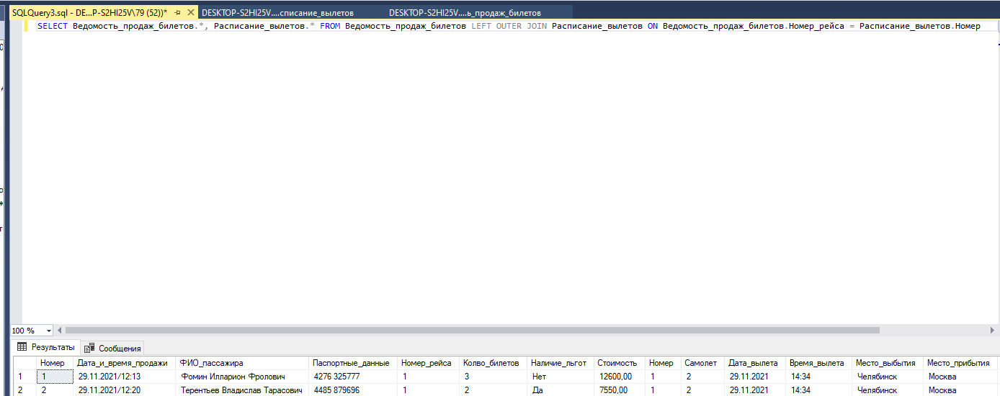 SQLQuery3.sql - DE...P-S2HI25V\79 (52))* DESKTOP-S2HI25V....списание_вылетов DESKTOP-S2HI25V....ь_продаж_билетов
SELECT Ведомость_продаж_билетов.*, Расписание_вылетов.* FROM Ведомость_продаж_билетов LEFT OUTER JOIN Расписание_вылетов ON Ведомость_продаж_билетов.Номер_рейса = Расписание_вылетов.Номер
100 %
Результаты Сообщения
Номер Дата_и_время_продажи ФИО_пассажира Паспортные_данные Номер_рейса Колво_билетов Наличие_льгот Стоимость Номер Самолет Дата_вылета Время_вылета Место_выбытия Место_прибытия
1 1 29.11.2021/12:13 Фомин Илларион Фролович 4276 325777 1 3 Нет 12600,00 1 2 29.11.2021 14:34 Челябинск Москва
2 2 29.11.2021/12:20 Терентьев Владислав Тарасович 4485 879696 1 2 Да 7550,00 1 2 29.11.2021 14:34 Челябинск Москва